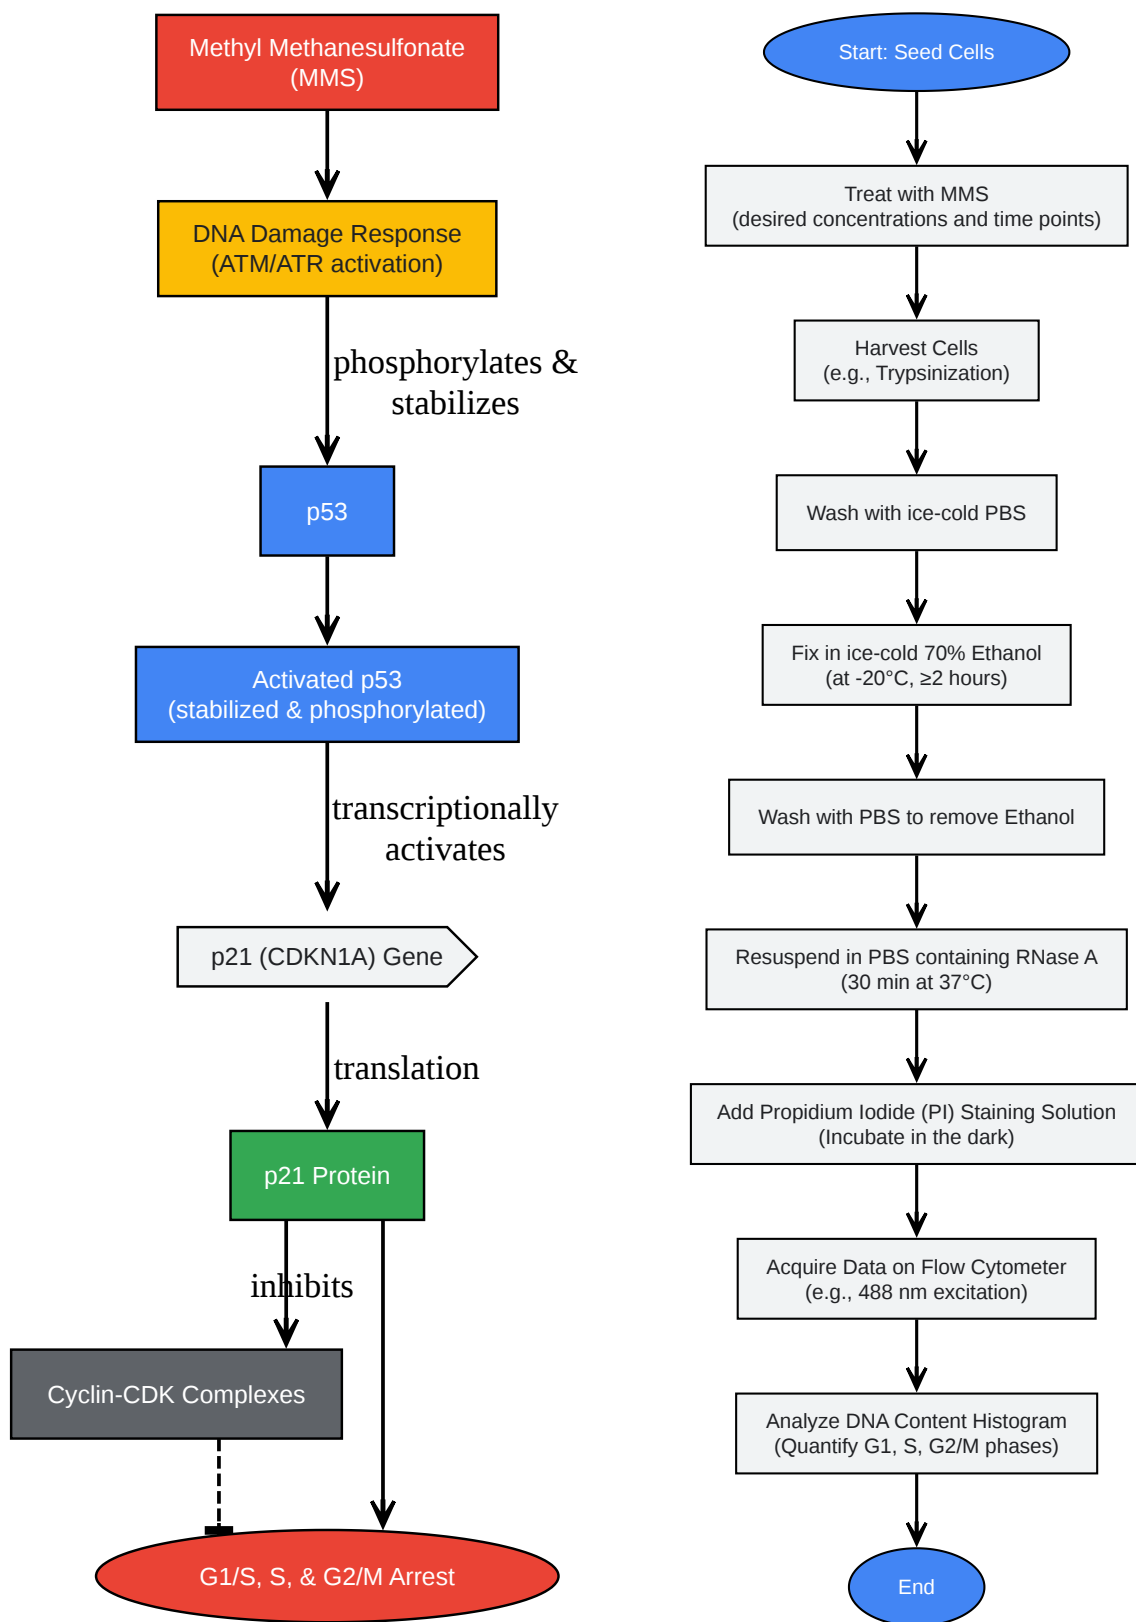 Methyl Methanesulfonate
(MMS)
DNA Damage Response
(ATM/ATR activation)
phosphorylates &
stabilizes
p53
Activated p53
(stabilized & phosphorylated)
transcriptionally
activates
p21 (CDKN1A) Gene
translation
p21 Protein
inhibits
Cyclin-CDK Complexes
G1/S, S, & G2/M Arrest
Start: Seed Cells
Treat with MMS
(desired concentrations and time points)
Harvest Cells
(e.g., Trypsinization)
Wash with ice-cold PBS
Fix in ice-cold 70% Ethanol
(at -20°C, ≥2 hours)
Wash with PBS to remove Ethanol
Resuspend in PBS containing RNase A
(30 min at 37°C)
Add Propidium Iodide (PI) Staining Solution
(Incubate in the dark)
Acquire Data on Flow Cytometer
(e.g., 488 nm excitation)
Analyze DNA Content Histogram
(Quantify G1, S, G2/M phases)
End